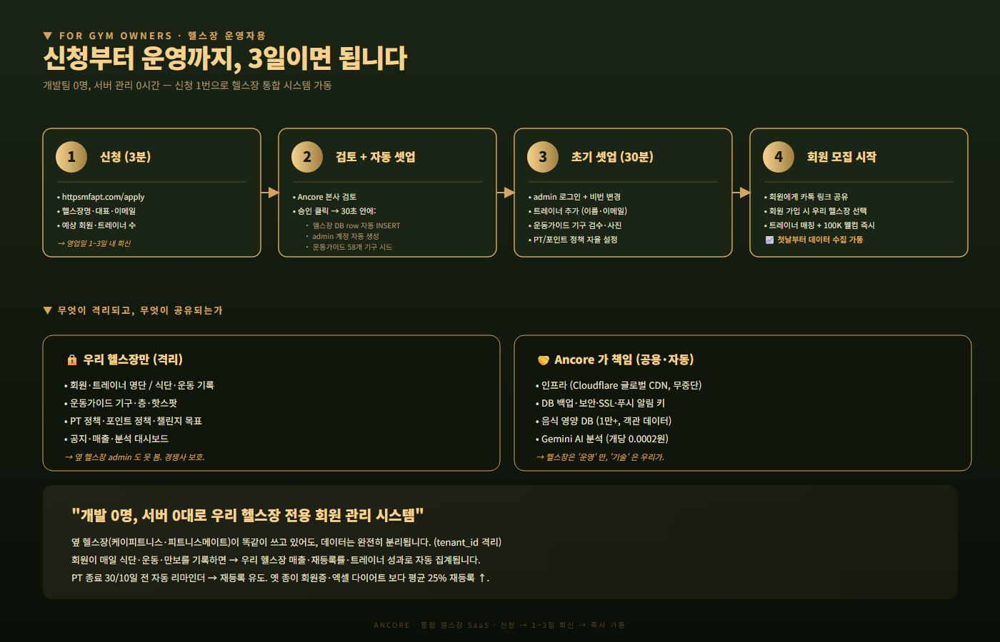 ▼ FOR GYM OWNERS · 헬스장 운영자용
신청부터 운영까지, 3일이면 됩니다
개발팀 0명, 서버 관리 0시간 — 신청 1번으로 헬스장 통합 시스템 가동
1 신청 (3분)
• httpsmfapt.com/apply
• 헬스장명·대표·이메일
• 예상 회원·트레이너 수
→ 영업일 1~3일 내 회신
2 검토 + 자동 셋업
• Ancore 본사 검토
• 승인 클릭 → 30초 안에:
· 헬스장 DB row 자동 INSERT
· admin 계정 자동 생성
· 운동가이드 58개 기구 시드
3 초기 셋업 (30분)
• admin 로그인 + 비번 변경
• 트레이너 추가 (이름·이메일)
• 운동가이드 기구 검수·사진
• PT/포인트 정책 자율 설정
4 회원 모집 시작
• 회원에게 카톡 링크 공유
• 회원 가입 시 우리 헬스장 선택
• 트레이너 매칭 + 100K 웰컴 즉시
📈 첫날부터 데이터 수집 가동
▼ 무엇이 격리되고, 무엇이 공유되는가
🔒 우리 헬스장만 (격리)
• 회원·트레이너 명단 / 식단·운동 기록
• 운동가이드 기구·층·핫스팟
• PT 정책·포인트 정책·챌린지 목표
• 공지·매출·분석 대시보드
→ 옆 헬스장 admin 도 못 봄. 경쟁사 보호.
🤝 Ancore 가 책임 (공용·자동)
• 인프라 (Cloudflare 글로벌 CDN, 무중단)
• DB 백업·보안·SSL·푸시 알림 키
• 음식 영양 DB (1만+, 객관 데이터)
• Gemini AI 분석 (개당 0.0002원)
→ 헬스장은 '운영' 만, '기술' 은 우리가.
"개발 0명, 서버 0대로 우리 헬스장 전용 회원 관리 시스템"
옆 헬스장(케이피트니스·피트니스메이트)이 똑같이 쓰고 있어도, 데이터는 완전히 분리됩니다. (tenant_id 격리)
회원이 매일 식단·운동·만보를 기록하면 → 우리 헬스장 매출·재등록률·트레이너 성과로 자동 집계됩니다.
PT 종료 30/10일 전 자동 리마인더 → 재등록 유도. 옛 종이 회원증·엑셀 다이어트 보다 평균 25% 재등록 ↑.
ANCORE · 통합 헬스장 SaaS · 신청 → 1~3일 회신 → 즉시 가동